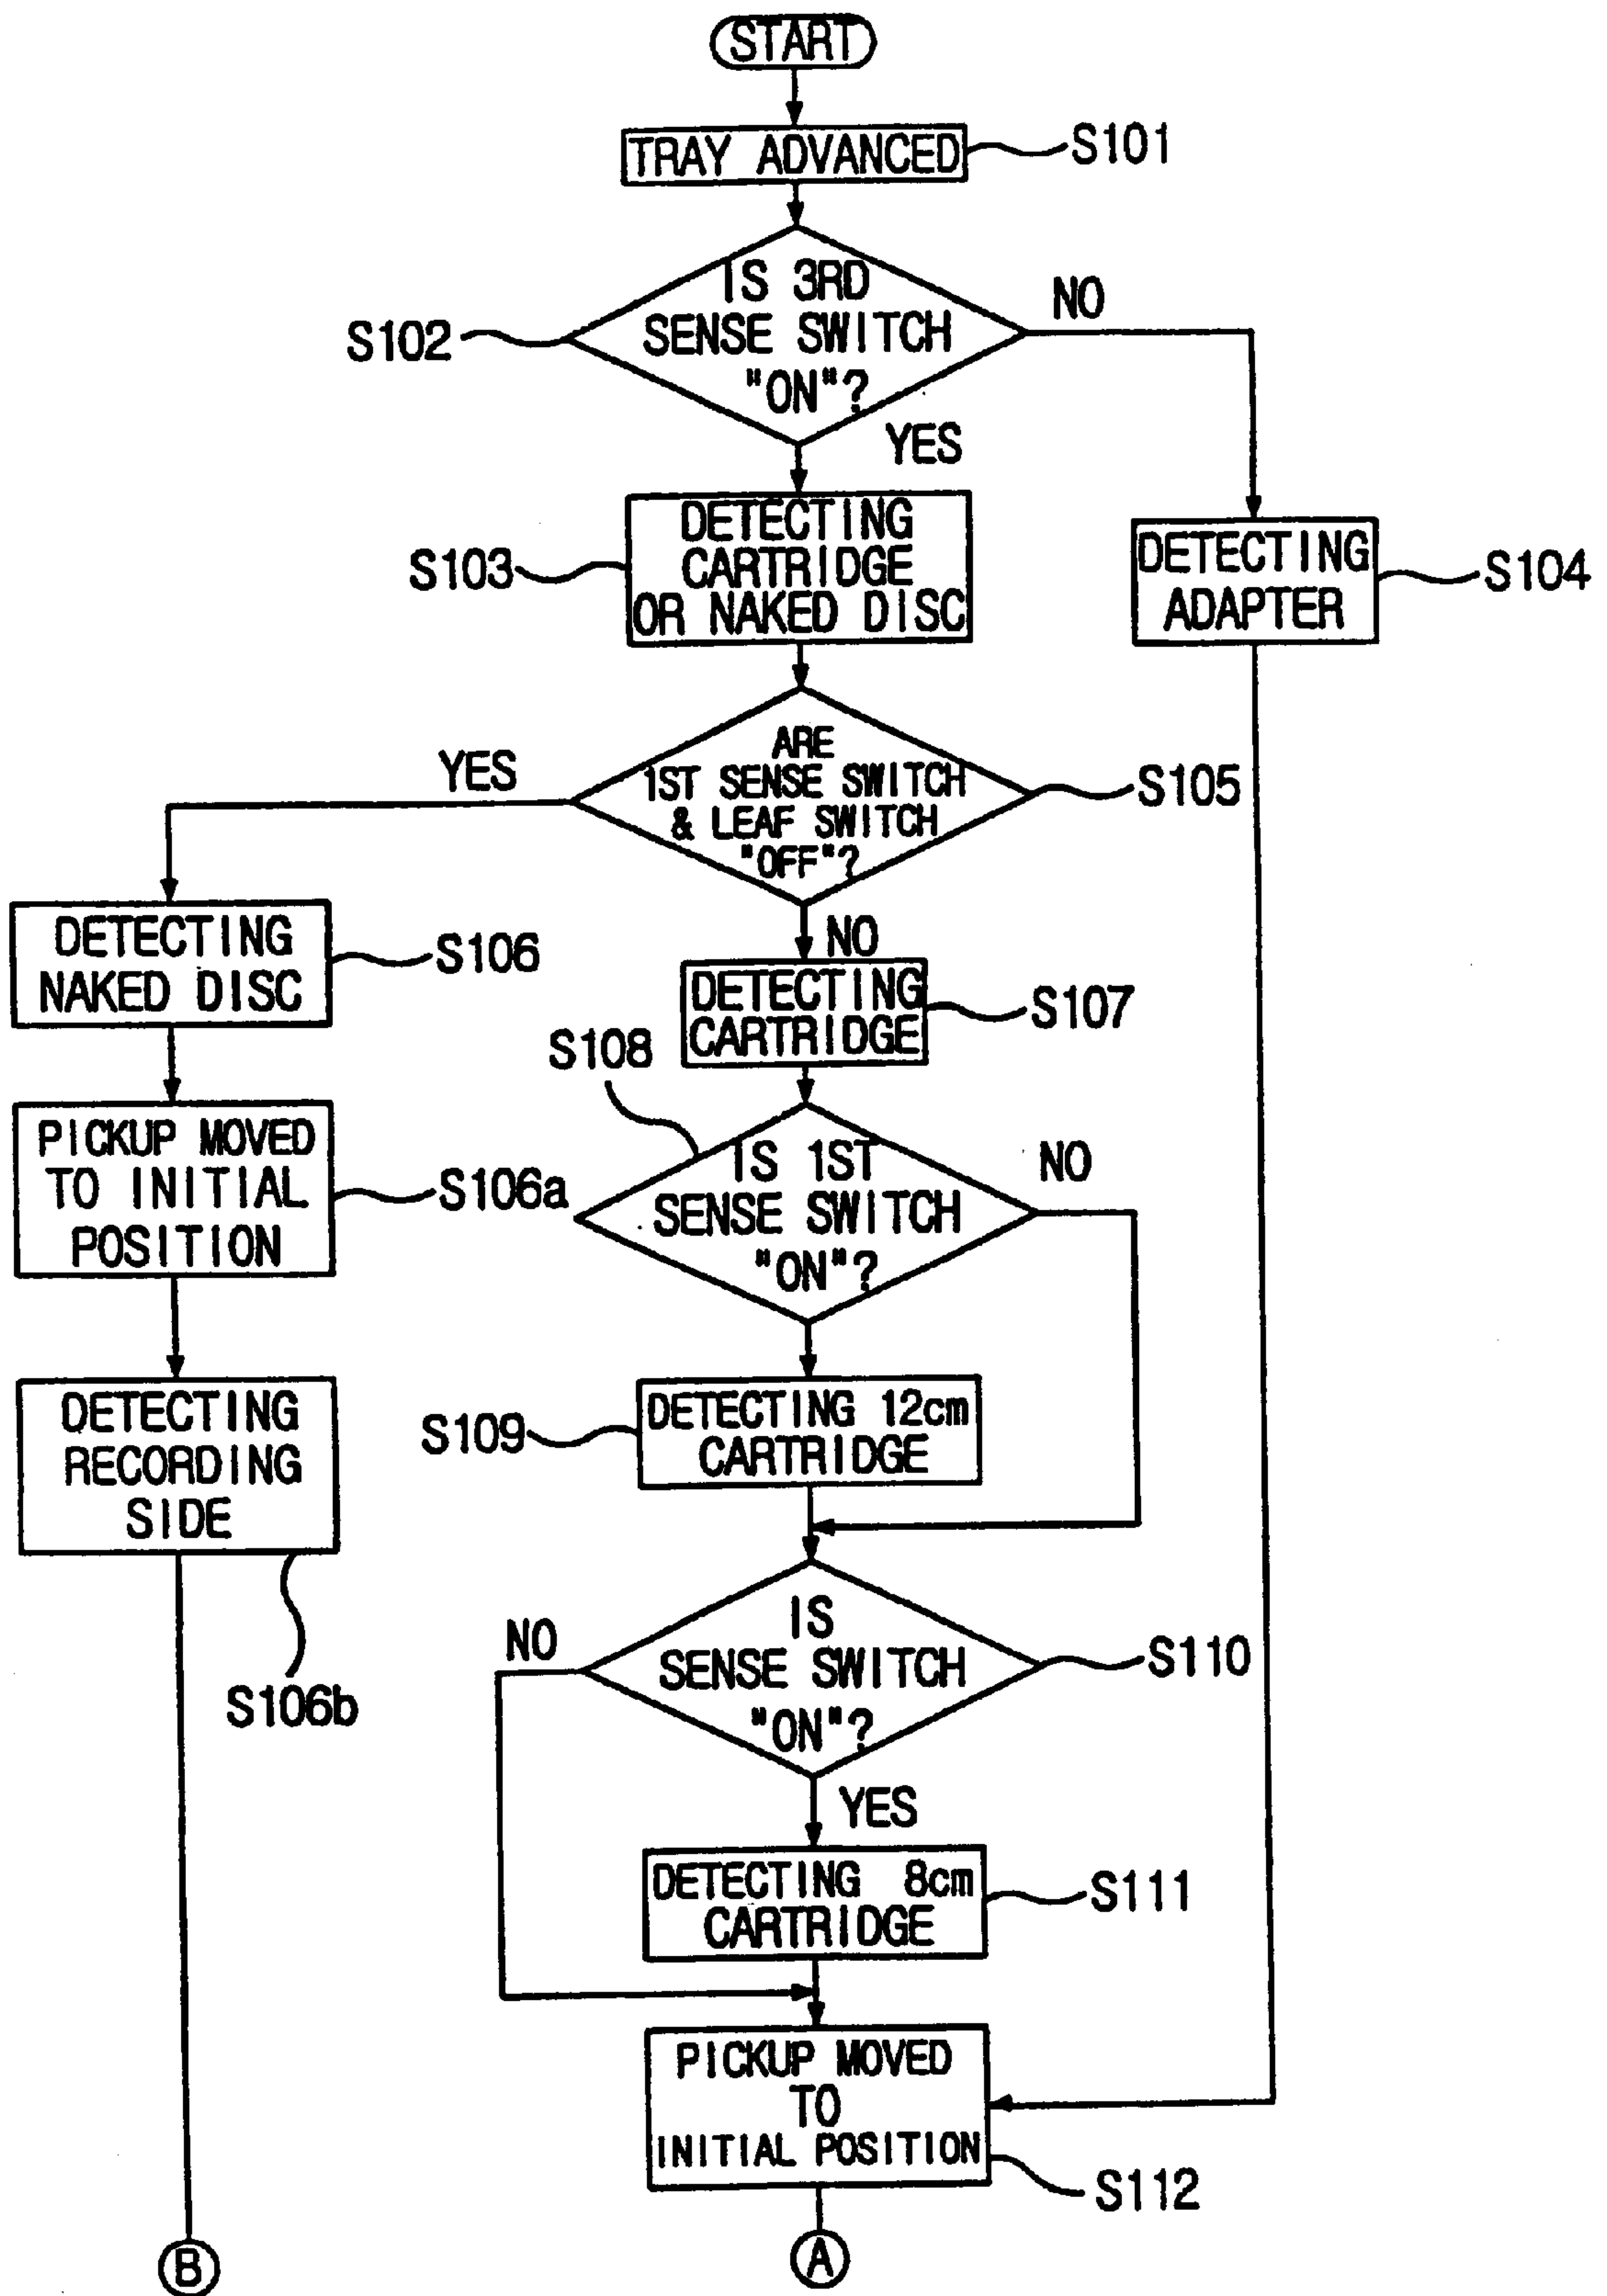 START
TRAY ADVANCED
S101
IS 3RD
SENSE SWITCH
"ON"?
S102
NO
YES
DETECTING
CARTRIDGE
OR NAKED DISC
S103
DETECTING
ADAPTER
S104
ARE
1ST SENSE SWITCH
& LEAF SWITCH
"OFF"?
S105
YES
NO
DETECTING
NAKED DISC
S106
DETECTING
CARTRIDGE
S107
PICKUP MOVED
TO INITIAL
POSITION
S106a
S108
IS 1ST
SENSE SWITCH
"ON"?
NO
DETECTING
RECORDING
SIDE
S106b
DETECTING 12cm
CARTRIDGE
S109
IS
SENSE SWITCH
"ON"?
S110
NO
YES
DETECTING 8cm
CARTRIDGE
S111
PICKUP MOVED
TO
INITIAL POSITION
S112
B
A